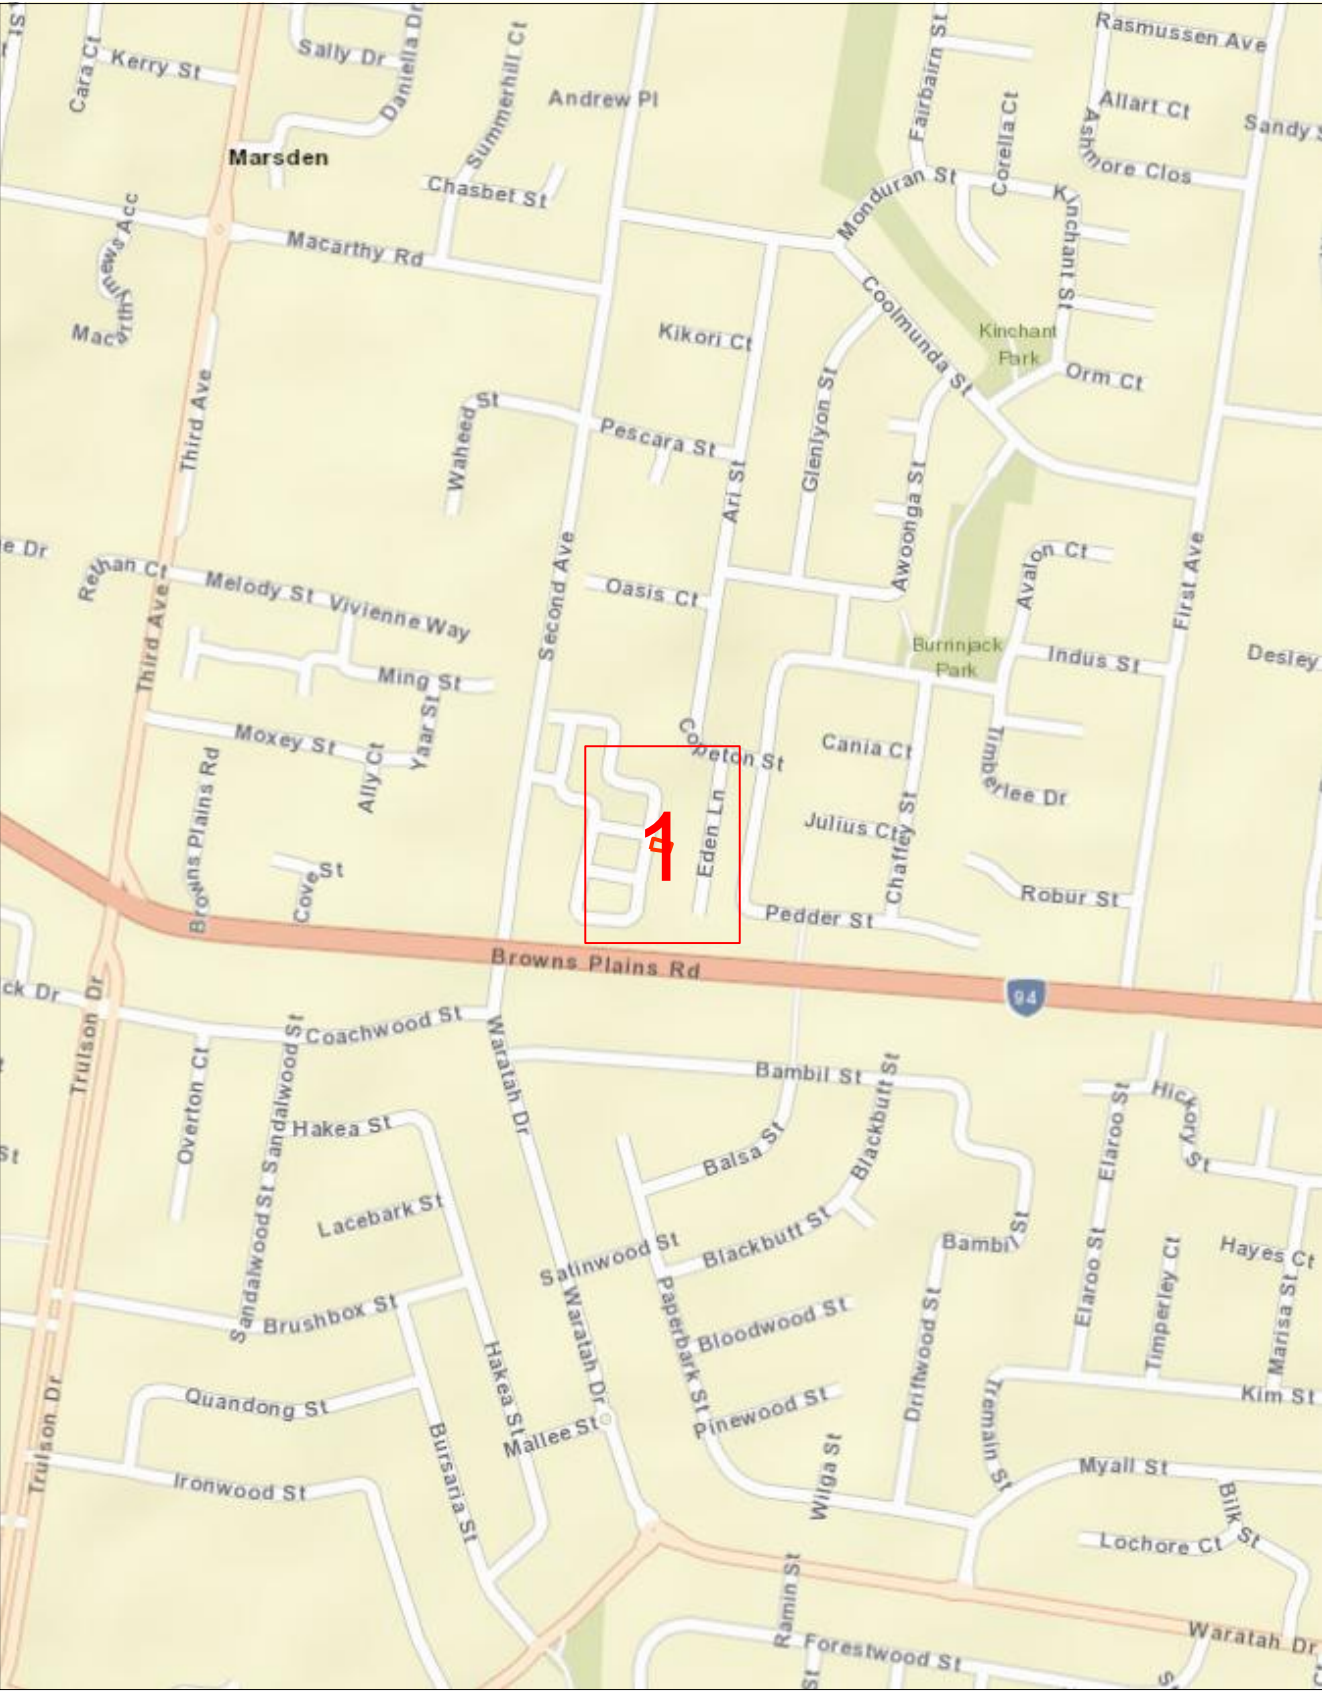 Rasmussen Ave
Fairbairn St
Sally Dr
Daniella Dr
Cara Ct
Kerry St
Summerhill Ct
Andrew Pl
Corella Ct
Allart Ct
Sandy S
Ashmore Clos
Marsden
Chasbet St
Monduran St
Kinchant St
Macarthy Rd
Coolmunda St
Kikori Ct
Kinchant
Park
Orm Ct
Third Ave
Waheed St
Pescara St
Glenlyon St
Ari St
Awoonga St
Avalon Ct
First Ave
e Dr
Rethan Ct
Melody St
Vivienne Way
Second Ave
Oasis Ct
Third Ave
Burrinjack
Park
Indus St
Desley
Ming St
Yaar St
Moxey St
Ally Ct
Browns Plains Rd
Copeton St
Cania Ct
Timberlee Dr
Eden Ln
1
Julius Ct
Chaffey St
Cove St
Robur St
Pedder St
Browns Plains Rd
94
ck Dr
Trulson Dr
Coachwood St
Waratah Dr
Overton Ct
Sandalwood St
Sandalwood St
Bambil St
Blackbutt St
Elaroo St
Hickory St
Hakea St
St
Balsa St
Lacebark St
Satinwood St
Blackbutt St
Bambil St
Elaroo St
Timperley Ct
Hayes Ct
Marisa St
Brushbox St
Waratah Dr
Paperbark St
Bloodwood St
Driftwood St
Hakea St
Quandong St
Trulson Dr
Mallee St
Pinewood St
Tremain St
Kim St
Bursaria St
Ironwood St
Wilga St
Myall St
Bilk St
Lochore Ct
Ramin St
Forestwood St
Waratah Dr
St